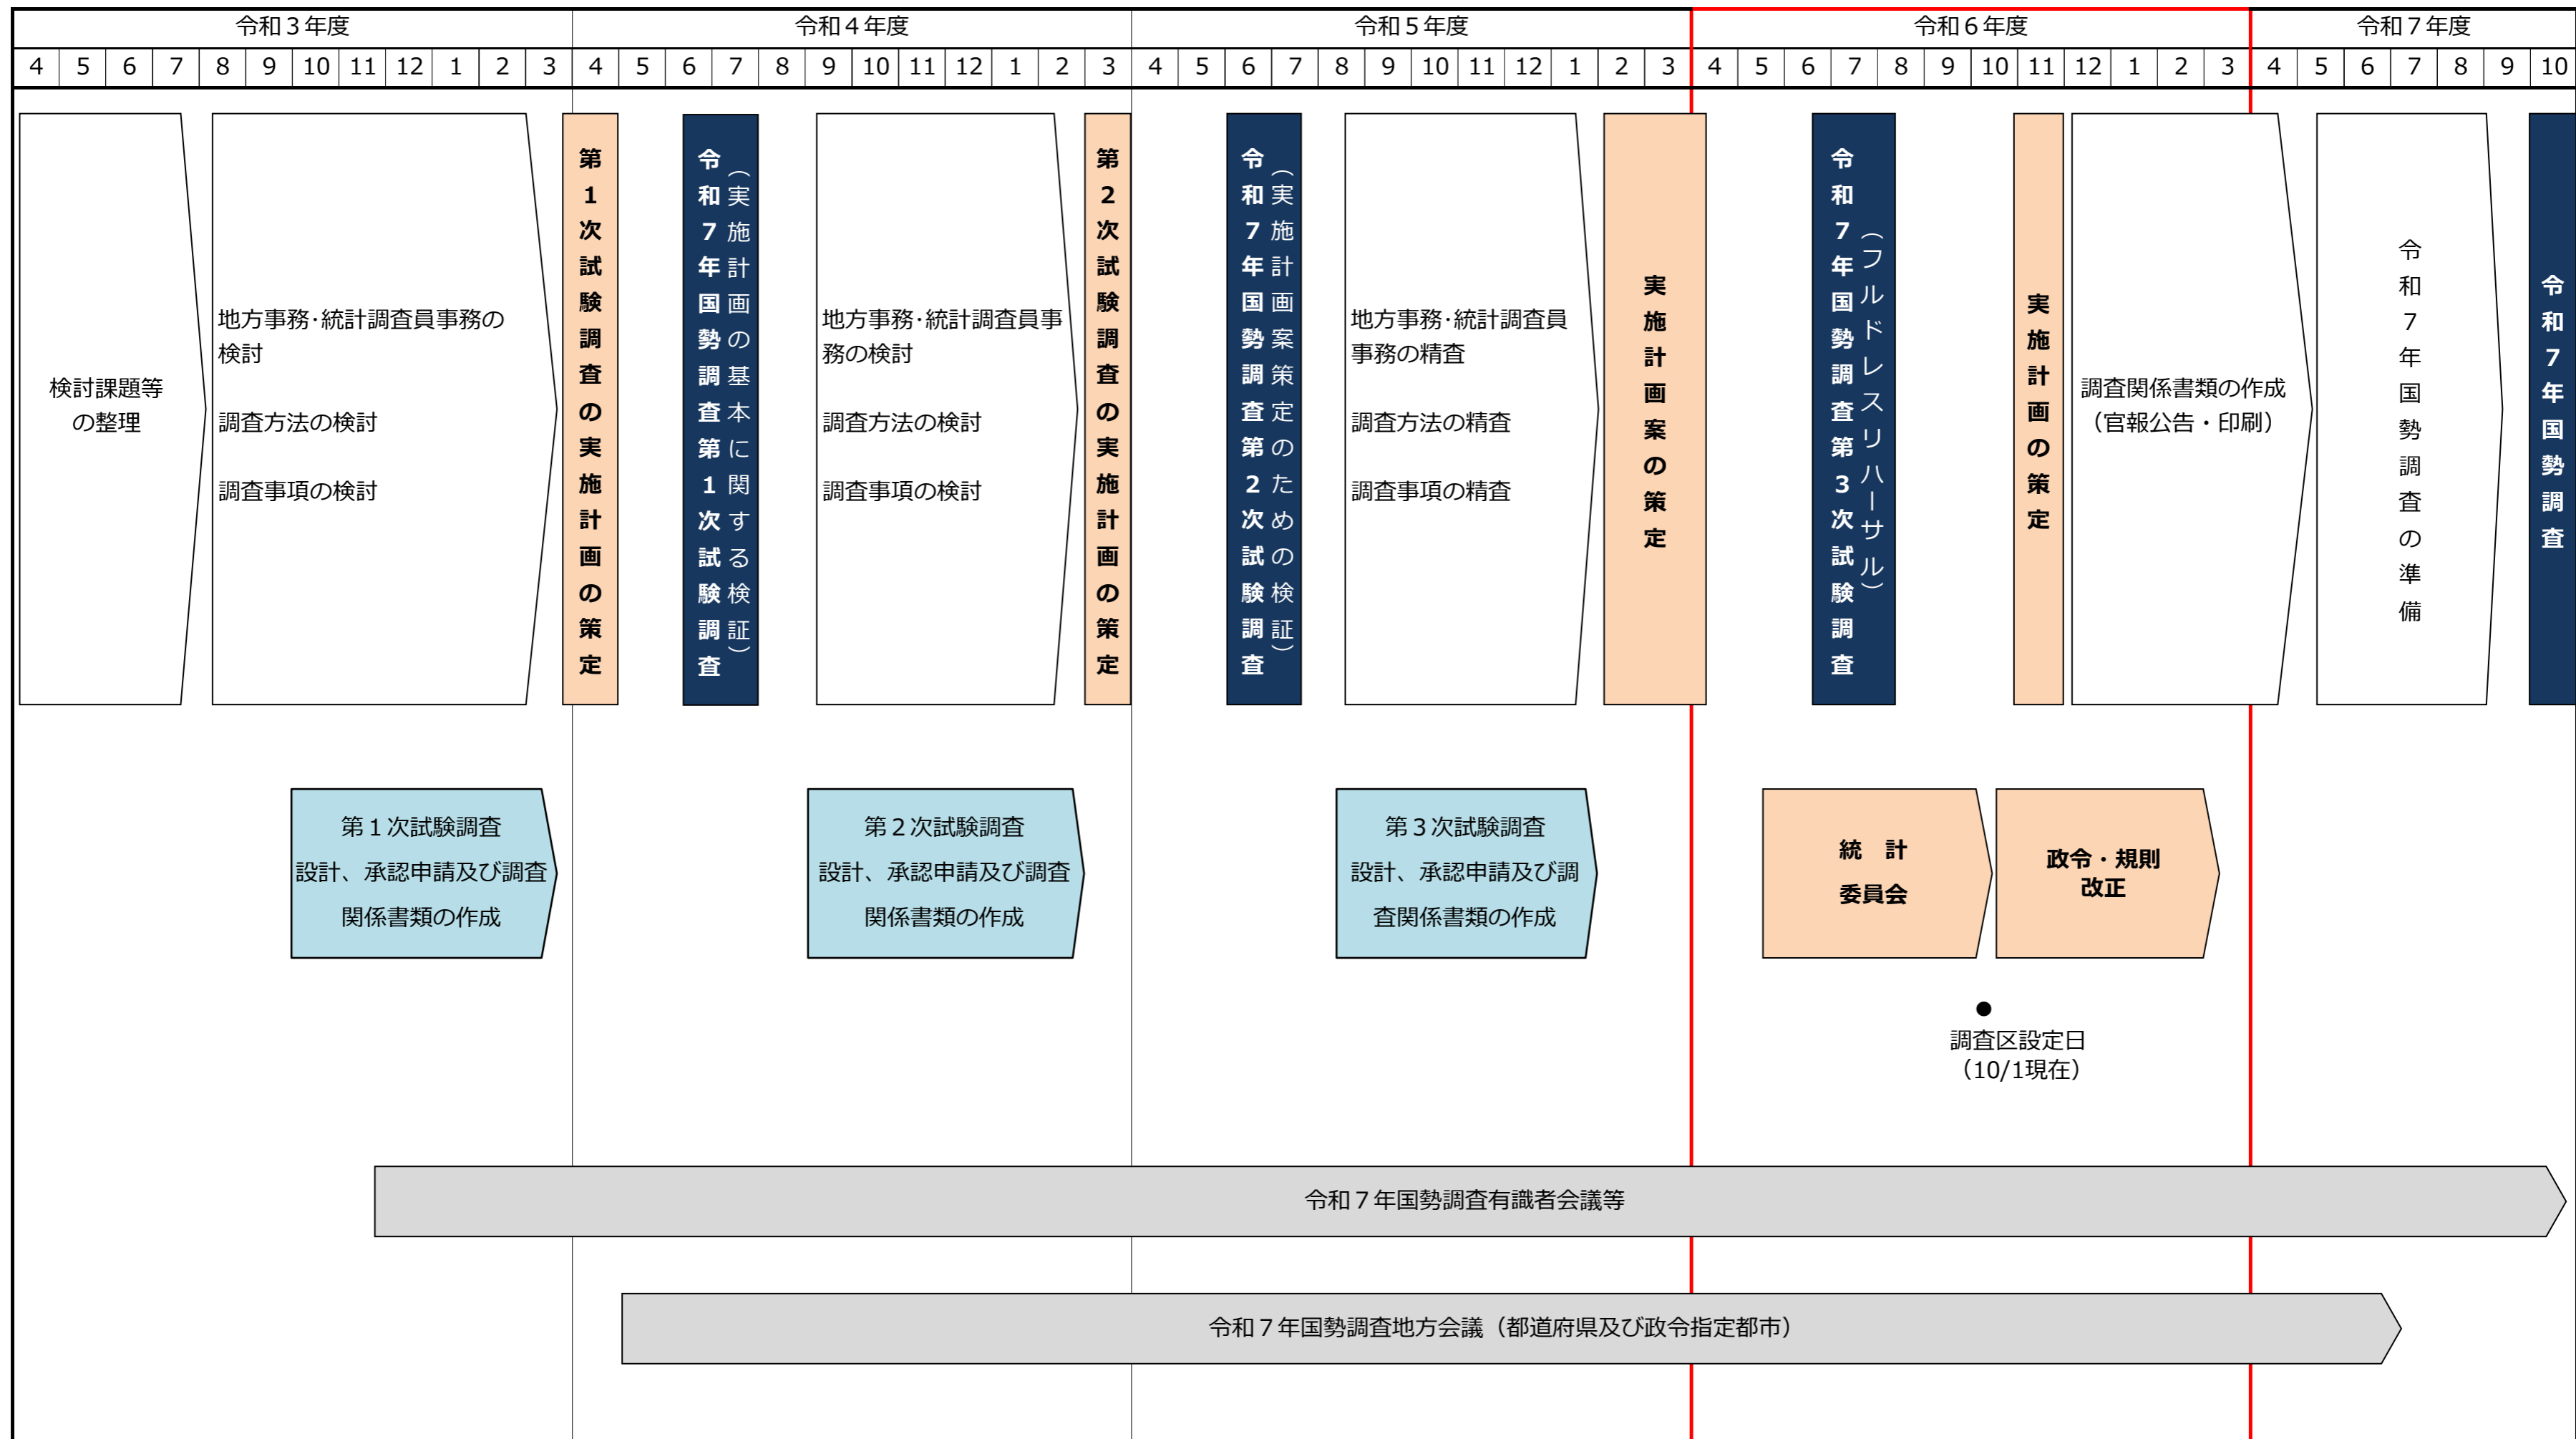 令和３年度
令和４年度
令和５年度
令和６年度
令和７年度
4 5 6 7 8 9 10 11 12 1 2 3 4 5 6 7 8 9 10 11 12 1 2 3 4 5 6 7 8 9 10 11 12 1 2 3 4 5 6 7 8 9 10 11 12 1 2 3 4 5 6 7 8 9 10
検討課題等
の整理
地方事務･統計調査員事務の
検討
調査方法の検討
調査事項の検討
第１次試験調査の実施計画の策定
令和７年国勢調査第１次試験調査
（実施計画の基本に関する検証）
地方事務･統計調査員事
務の検討
調査方法の検討
調査事項の検討
第２次試験調査の実施計画の策定
令和７年国勢調査第２次試験調査
（実施計画案策定のための検証）
地方事務･統計調査員
事務の精査
調査方法の精査
調査事項の精査
実施計画案の策定
令和７年国勢調査第３次試験調査
（フルドレスリハーサル）
実施計画の策定
調査関係書類の作成
（官報公告・印刷）
令和７年国勢調査の準備
令和７年国勢調査
第１次試験調査
設計、承認申請及び調査
関係書類の作成
第２次試験調査
設計、承認申請及び調査
関係書類の作成
第３次試験調査
設計、承認申請及び調
査関係書類の作成
統　計
委員会
政令・規則
改正
●
調査区設定日
（10/1現在）
令和７年国勢調査有識者会議等
令和７年国勢調査地方会議（都道府県及び政令指定都市）